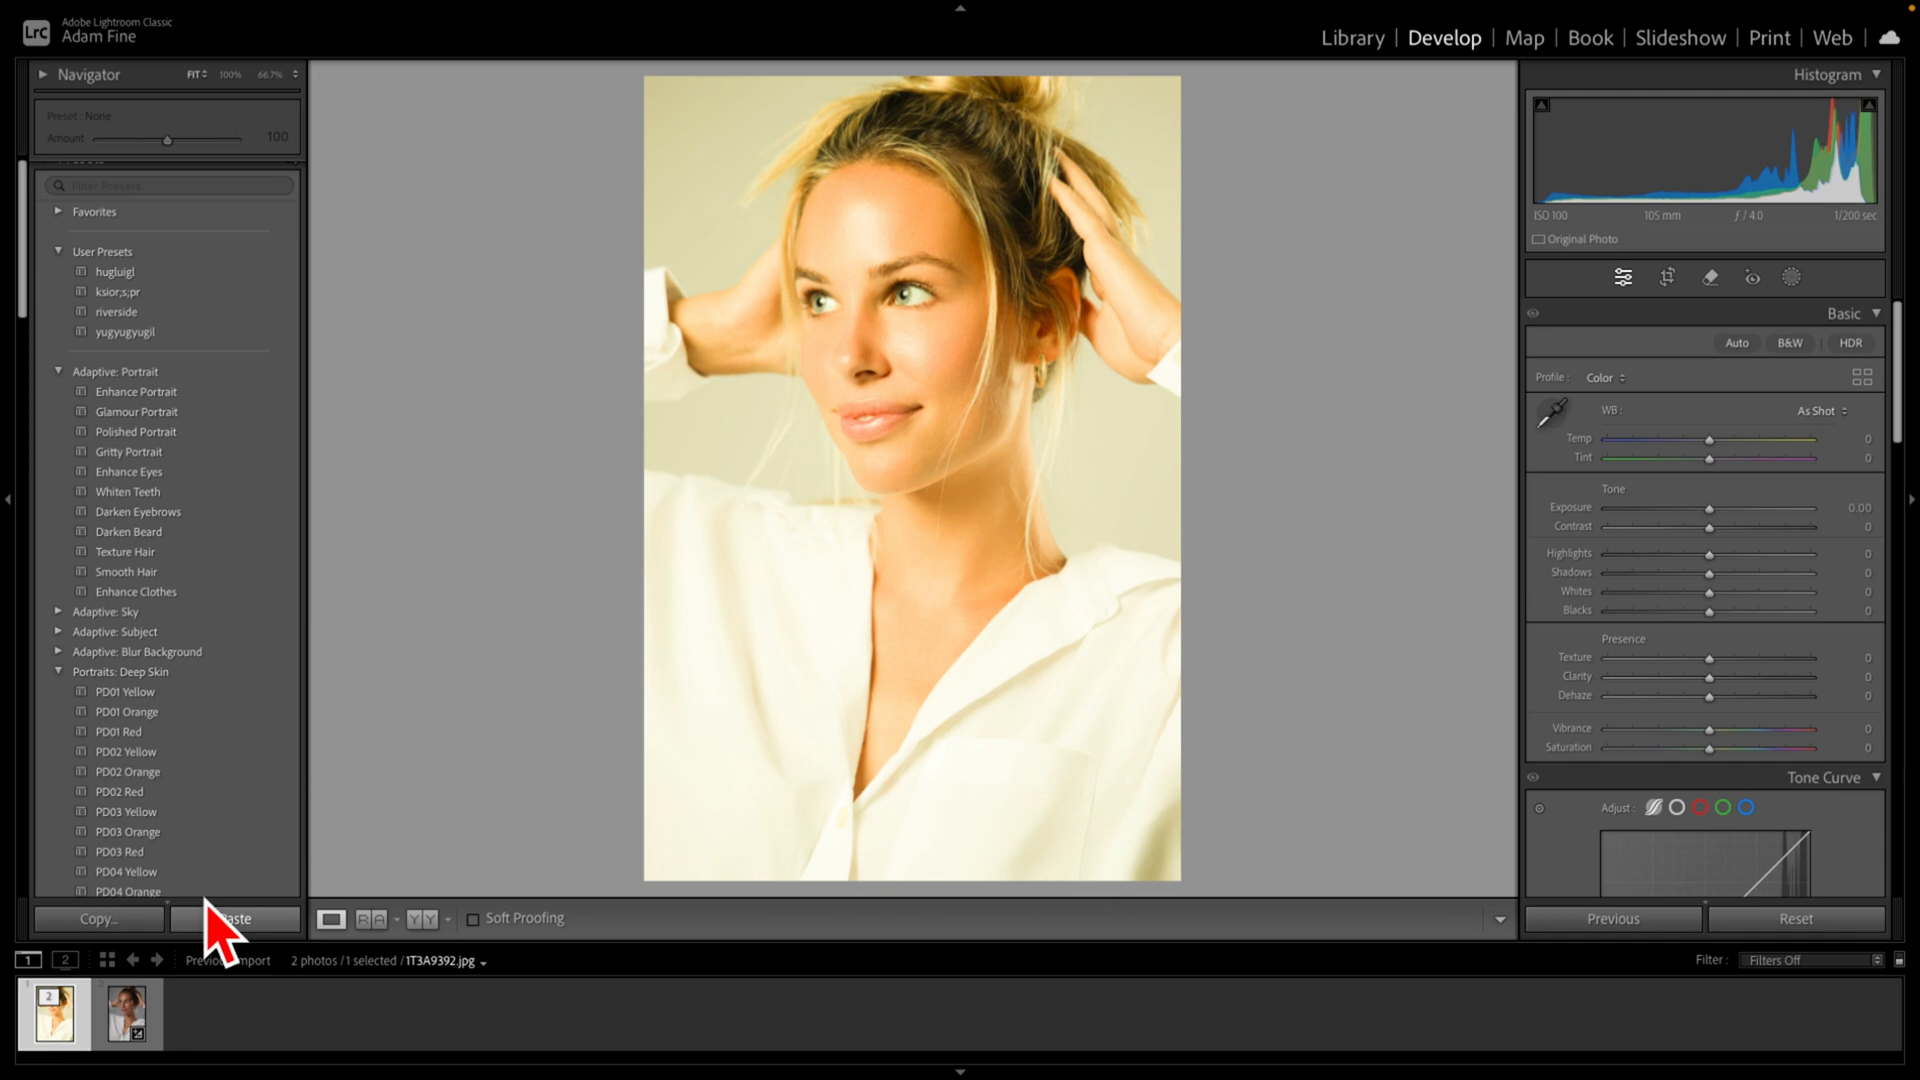 Adobe Lightroom Classic
LrC Adam Fine
Library | Develop | Map | Book | Slideshow | Print | Web
Navigator FIT 100% 66.7%
Preset : None
Amount 100
Filter Presets
Favorites
User Presets
hugluigl
ksior;s;pr
riverside
yugyugyugil
Adaptive: Portrait
Enhance Portrait
Glamour Portrait
Polished Portrait
Gritty Portrait
Enhance Eyes
Whiten Teeth
Darken Eyebrows
Darken Beard
Texture Hair
Smooth Hair
Enhance Clothes
Adaptive: Sky
Adaptive: Subject
Adaptive: Blur Background
Portraits: Deep Skin
PD01 Yellow
PD01 Orange
PD01 Red
PD02 Yellow
PD02 Orange
PD02 Red
PD03 Yellow
PD03 Orange
PD03 Red
PD04 Yellow
PD04 Orange
Copy...
R A Y Y Soft Proofing
Histogram
ISO 100 105 mm ƒ / 4.0 1/200 sec
Original Photo
Basic
Auto B&W | HDR
Profile : Color
WB : As Shot
Temp 0
Tint 0
Tone
Exposure 0.00
Contrast 0
Highlights 0
Shadows 0
Whites 0
Blacks 0
Presence
Texture 0
Clarity 0
Dehaze 0
Vibrance 0
Saturation 0
Tone Curve
Adjust :
Previous Reset
1 2 2 photos / 1 selected / 1T3A9392.jpg
Filter : Filters Off
2